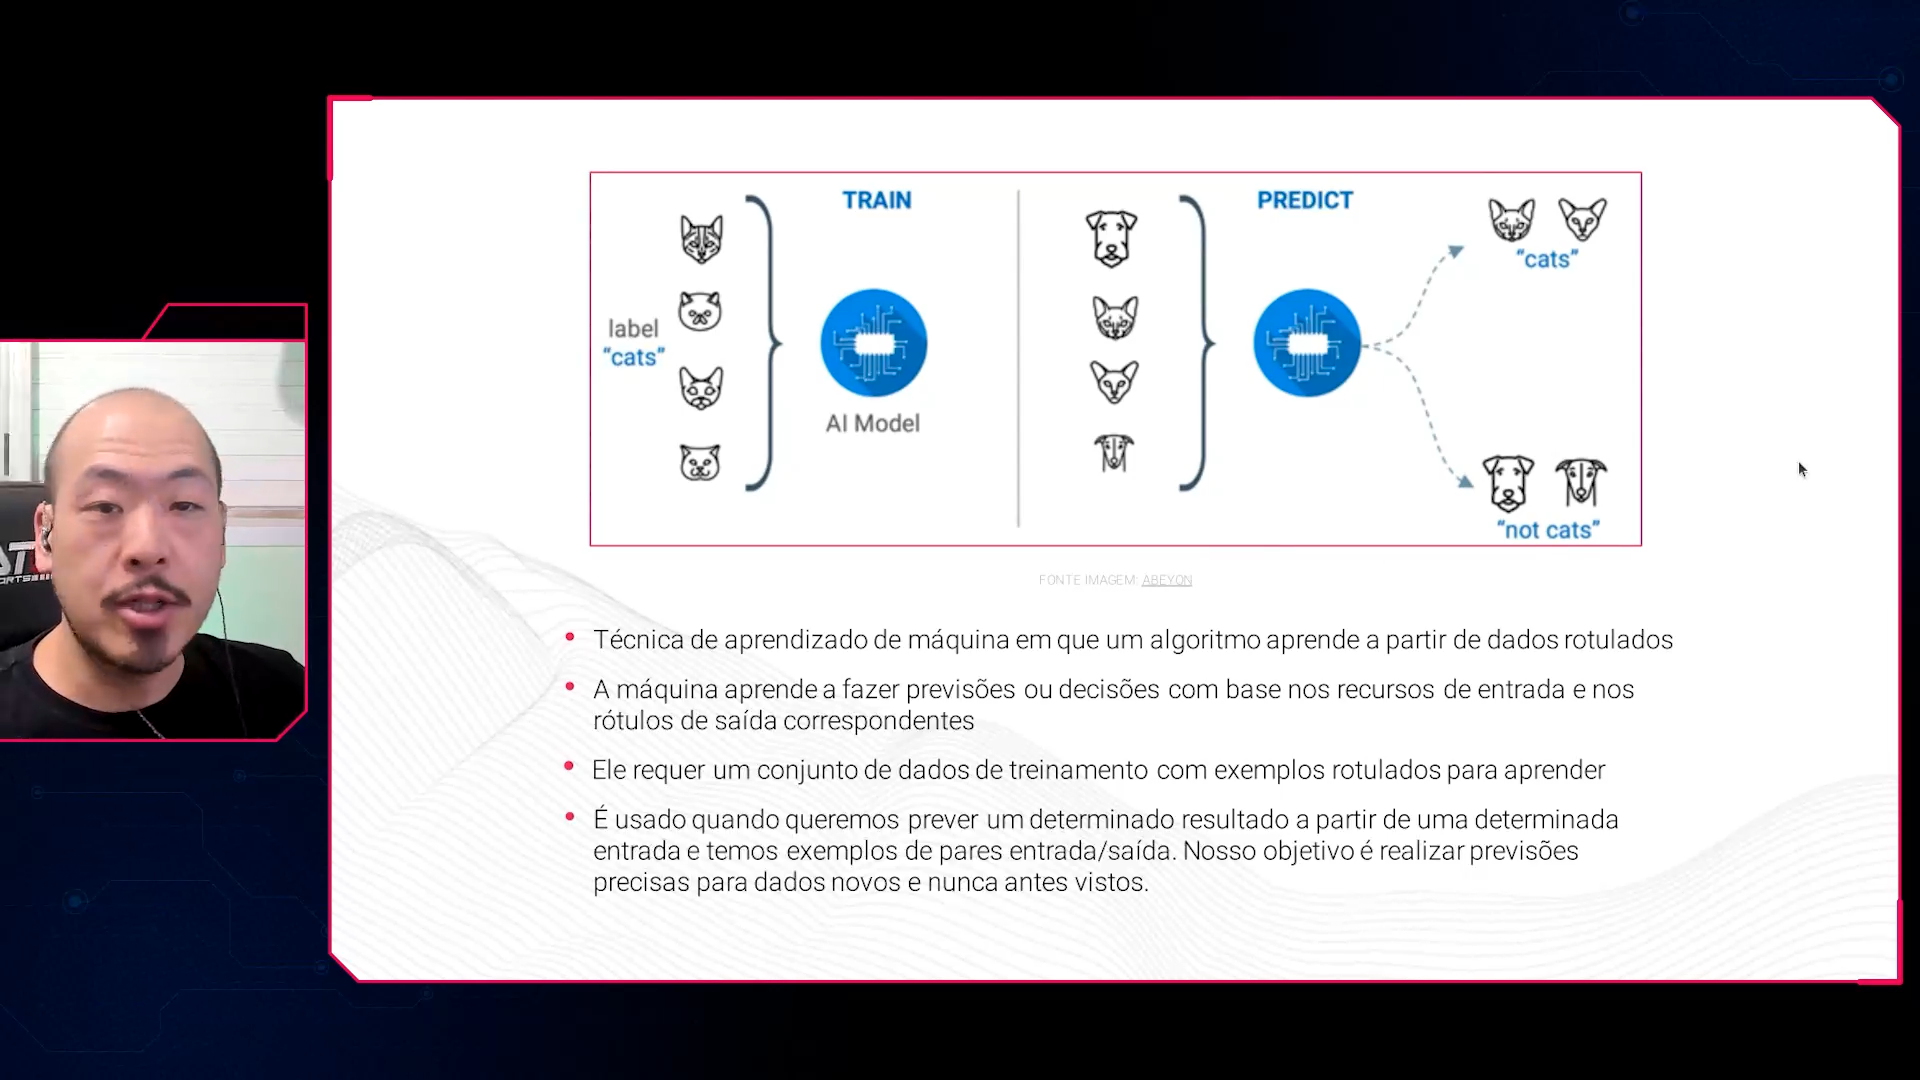 TRAIN
PREDICT
label
“cats”
AI Model
“cats”
“not cats”
FONTE IMAGEM: ABEYON
Técnica de aprendizado de máquina em que um algoritmo aprende a partir de dados rotulados
A máquina aprende a fazer previsões ou decisões com base nos recursos de entrada e nos
rótulos de saída correspondentes
Ele requer um conjunto de dados de treinamento com exemplos rotulados para aprender
É usado quando queremos prever um determinado resultado a partir de uma determinada
entrada e temos exemplos de pares entrada/saída. Nosso objetivo é realizar previsões
precisas para dados novos e nunca antes vistos.